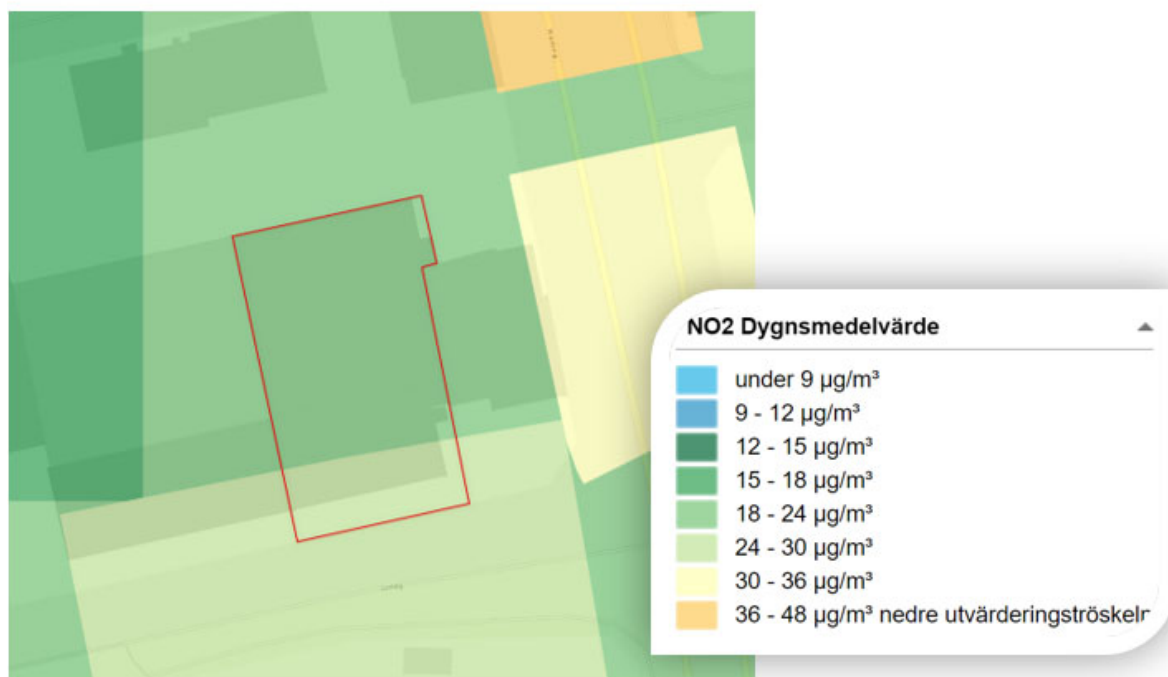 NO2 Dygnsmedelvärde
under 9 µg/m³
9 - 12 µg/m³
12 - 15 µg/m³
15 - 18 µg/m³
18 - 24 µg/m³
24 - 30 µg/m³
30 - 36 µg/m³
36 - 48 µg/m³ nedre utvärderingströskeln